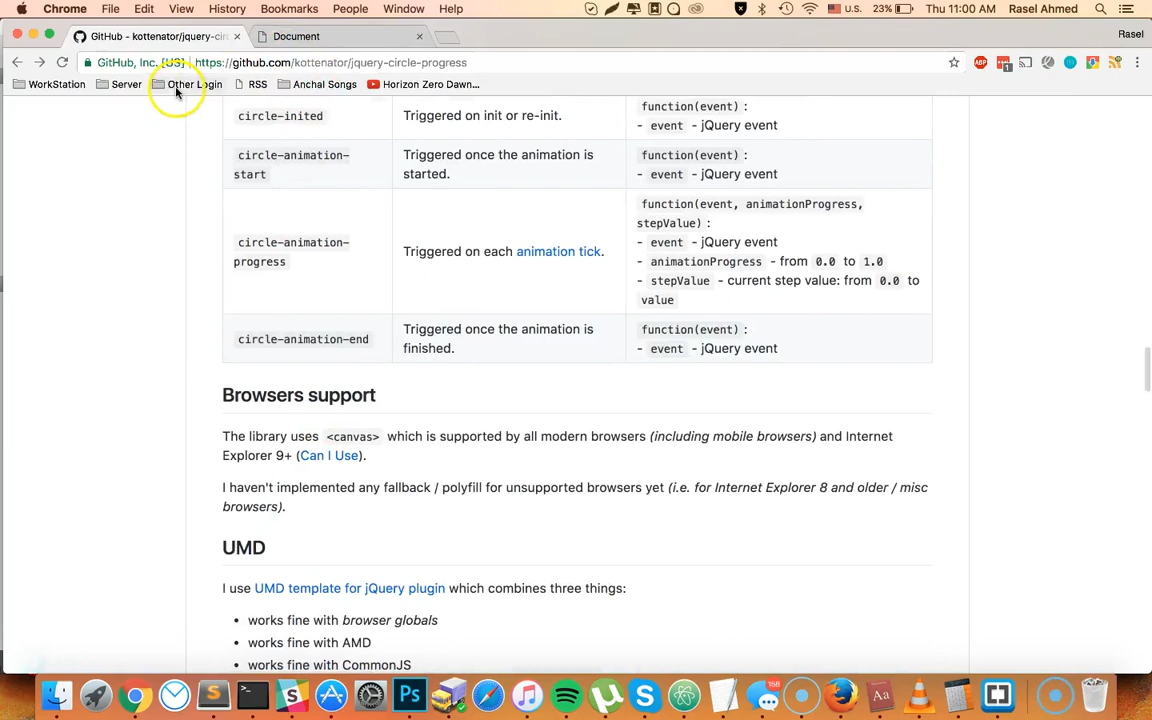 Chrome File Edit View History Bookmarks People Window Help U.S. 23% Thu 11:00 AM Rasel Ahmed
GitHub - kottenator/jquery-circ × Document × Rasel
GitHub, Inc. [US] https://github.com/kottenator/jquery-circle-progress
WorkStation Server Other Login RSS Anchal Songs Horizon Zero Dawn...
circle-inited
Triggered on init or re-init.
function(event) :
- event - jQuery event
circle-animation-
start
Triggered once the animation is
started.
function(event) :
- event - jQuery event
circle-animation-
progress
Triggered on each animation tick.
function(event, animationProgress,
stepValue) :
- event - jQuery event
- animationProgress - from 0.0 to 1.0
- stepValue - current step value: from 0.0 to
value
circle-animation-end
Triggered once the animation is
finished.
function(event) :
- event - jQuery event
Browsers support
The library uses <canvas> which is supported by all modern browsers (including mobile browsers) and Internet
Explorer 9+ (Can I Use).
I haven't implemented any fallback / polyfill for unsupported browsers yet (i.e. for Internet Explorer 8 and older / misc
browsers).
UMD
I use UMD template for jQuery plugin which combines three things:
• works fine with browser globals
• works fine with AMD
• works fine with CommonJS
Ps
158